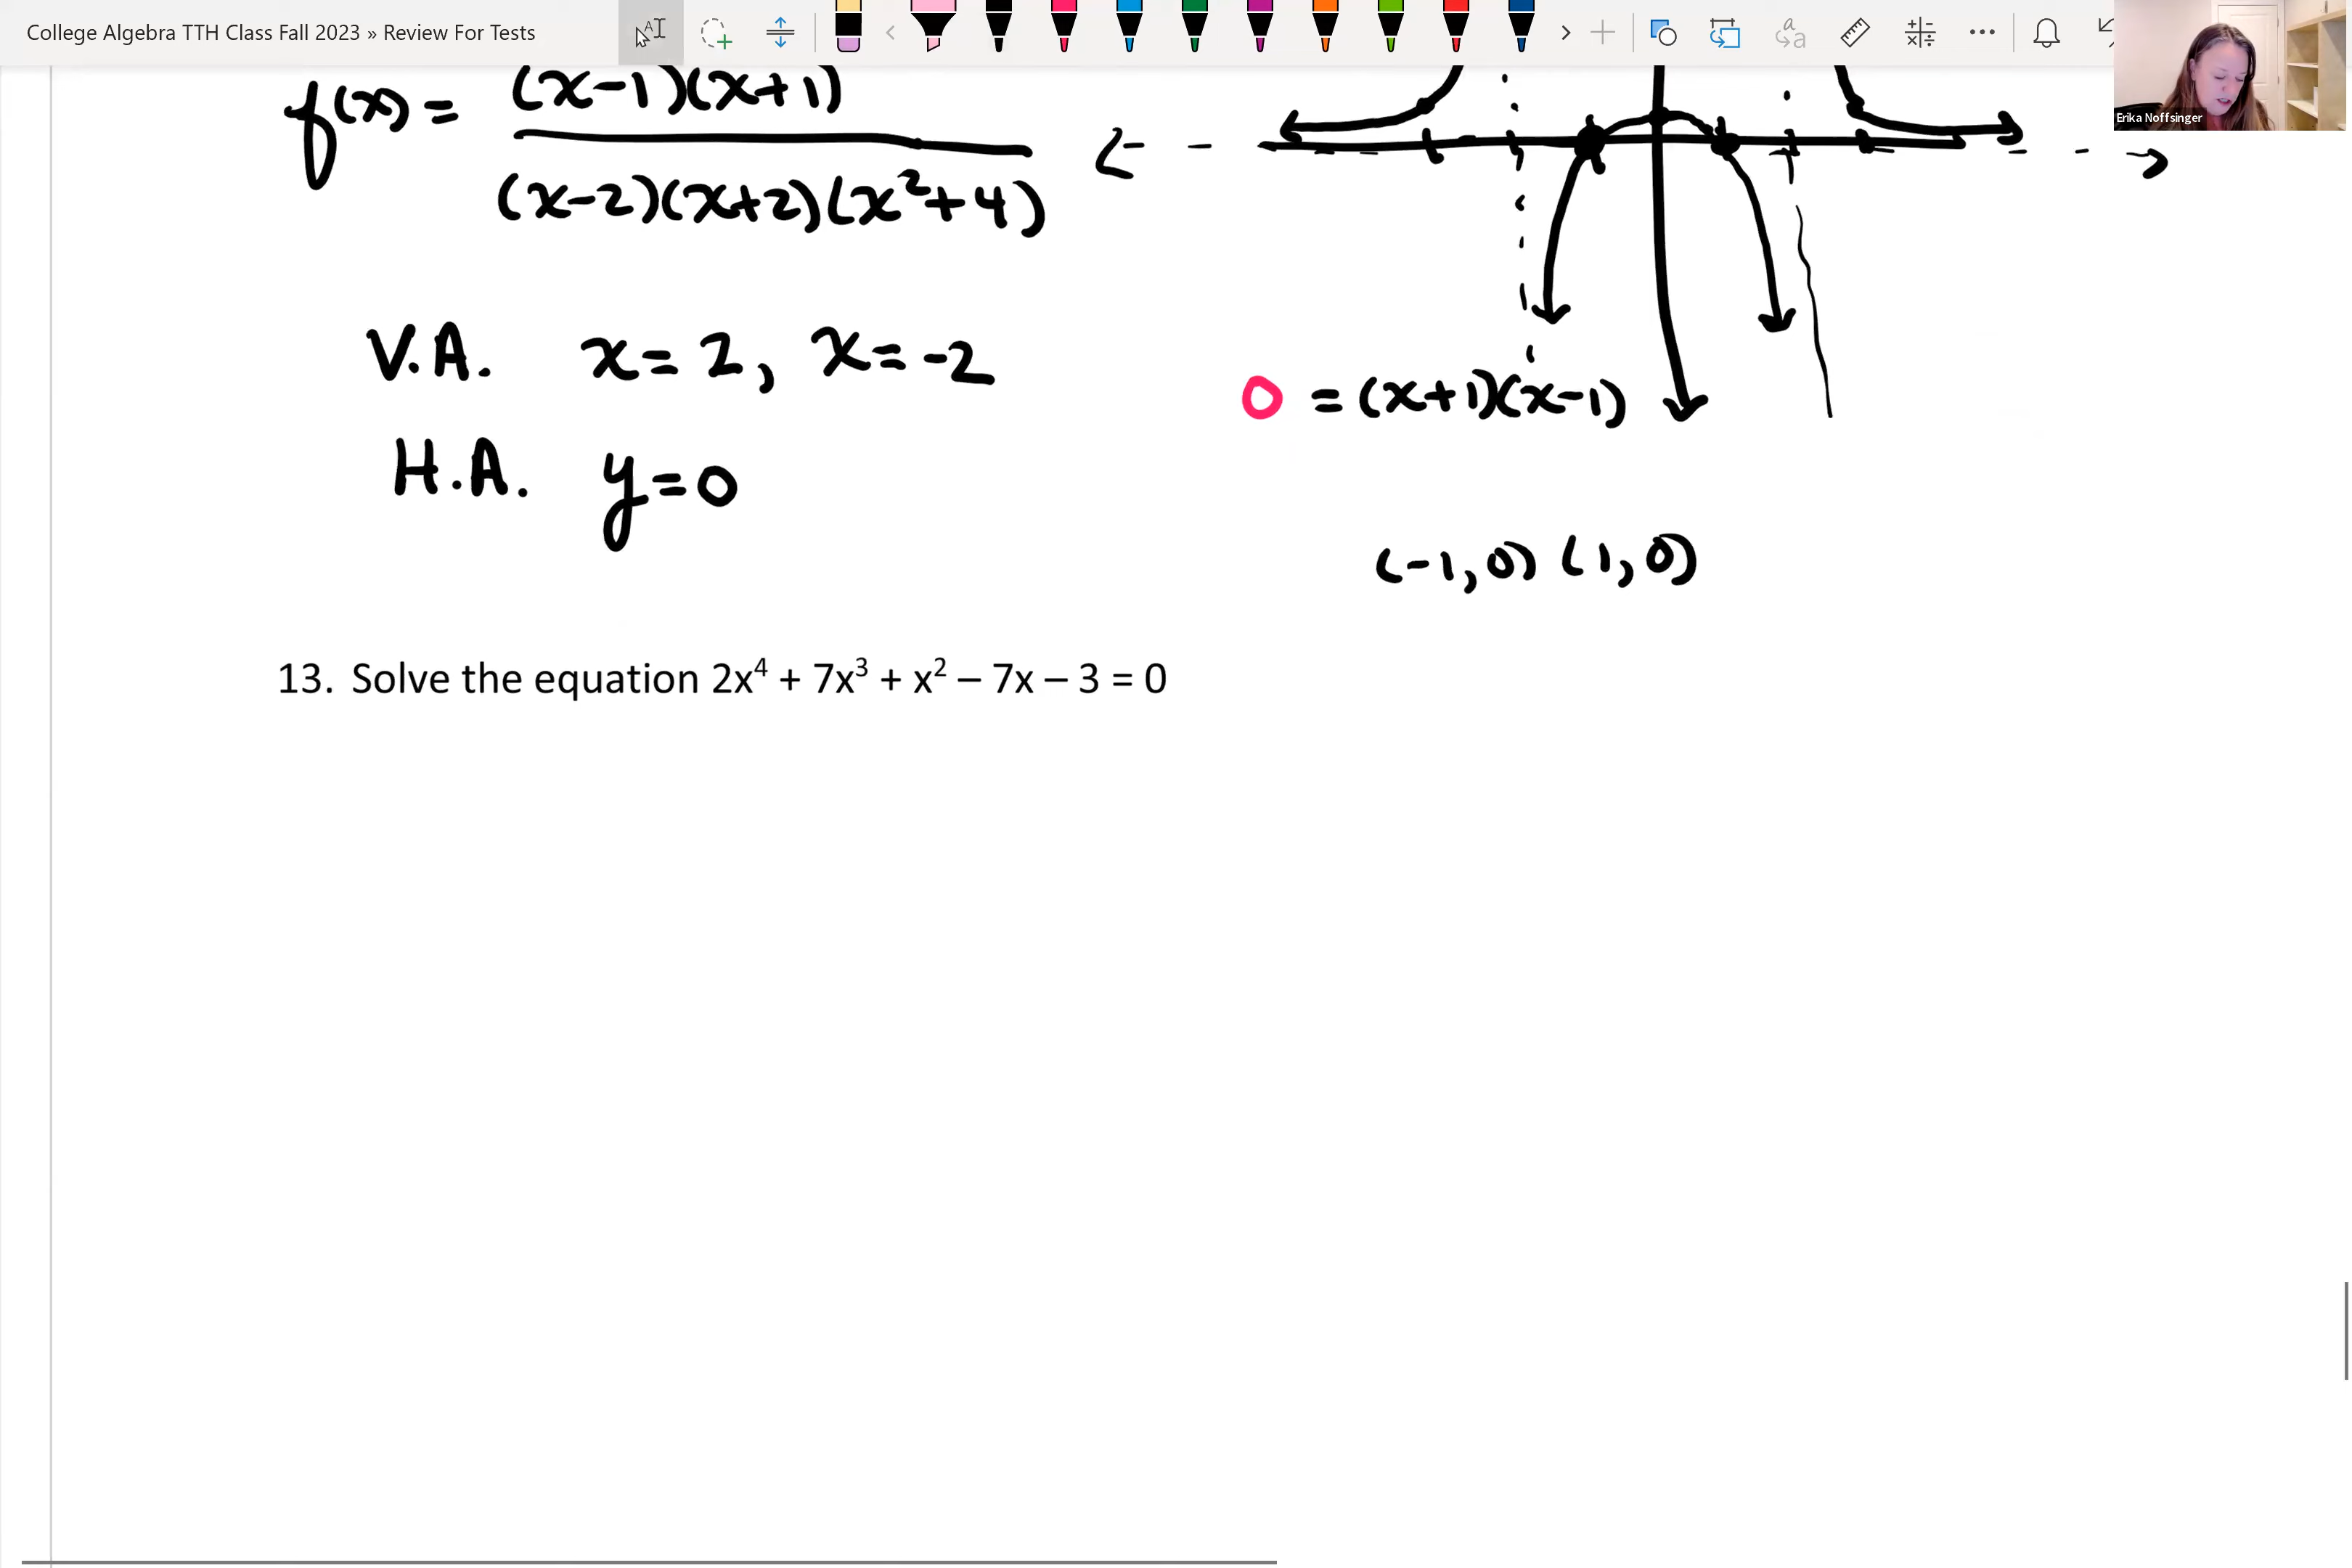 College Algebra TTH Class Fall 2023 » Review For Tests
Erika Noffsinger
f(x) = (x-1)(x+1)
(x-2)(x+2)(x²+4)
V.A. x = 2, x = -2
0 = (x+1)(x-1)
H.A. y = 0
(-1, 0) (1, 0)
13. Solve the equation 2x⁴ + 7x³ + x² – 7x – 3 = 0